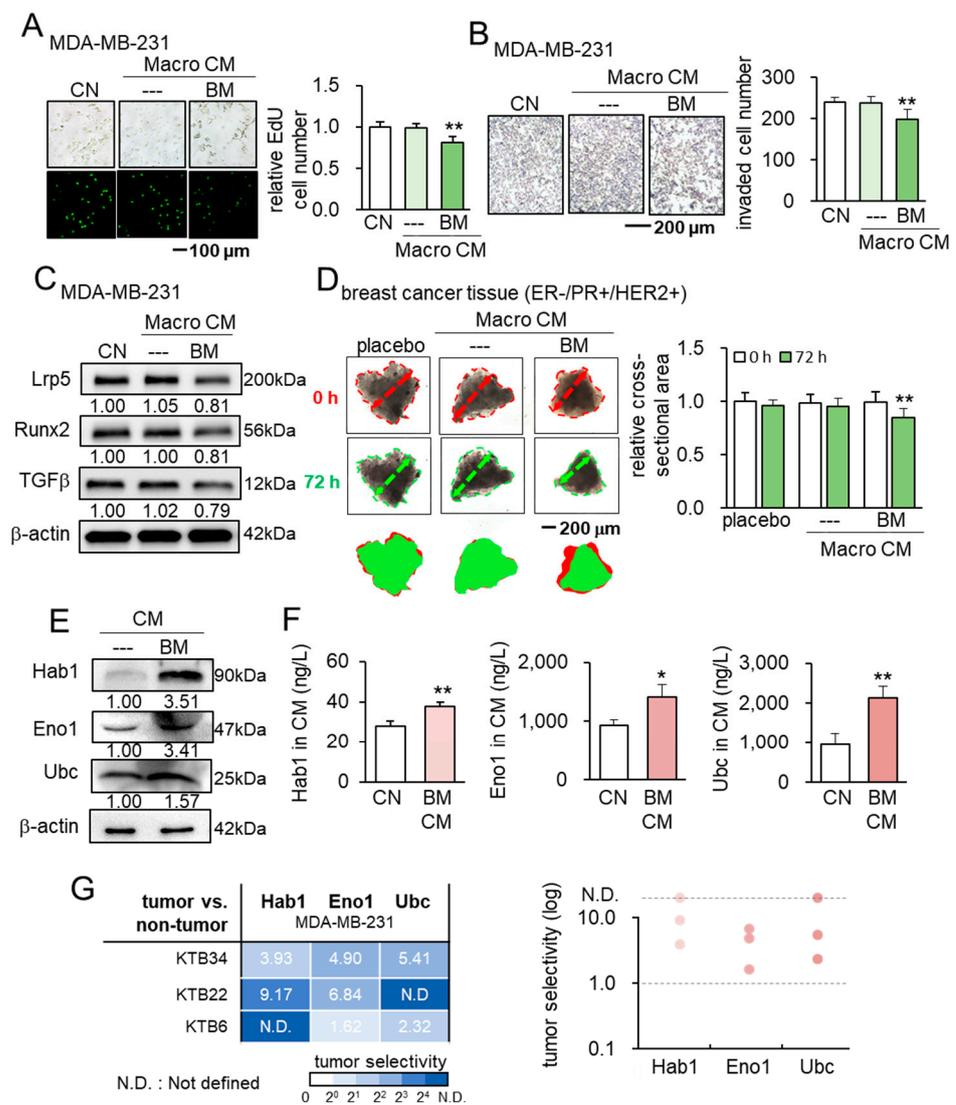 A
MDA-MB-231
Macro CM
CN --- BM
100 µm
relative EdU
cell number
1.5
1.0
0.5
0.0
**
CN --- BM
Macro CM
B
MDA-MB-231
Macro CM
CN --- BM
200 µm
invaded cell number
300
200
100
0
**
CN --- BM
Macro CM
C
MDA-MB-231
Macro CM
CN --- BM
Lrp5 200kDa
1.00 1.05 0.81
Runx2 56kDa
1.00 1.00 0.81
TGFβ 12kDa
1.00 1.02 0.79
β-actin 42kDa
D
breast cancer tissue (ER-/PR+/HER2+)
Macro CM
placebo --- BM
0 h
72 h
200 µm
relative cross-
sectional area
1.5
1.0
0.5
0.0
0 h 72 h
**
placebo --- BM
Macro CM
E
CM
--- BM
Hab1 90kDa
1.00 3.51
Eno1 47kDa
1.00 3.41
Ubc 25kDa
1.00 1.57
β-actin 42kDa
F
Hab1 in CM (ng/L)
60
40
20
0
**
CN BM
CM
Eno1 in CM (ng/L)
2,000
1,000
0
*
CN BM
CM
Ubc in CM (ng/L)
3,000
2,000
1,000
0
**
CN BM
CM
G
tumor vs.
non-tumor
Hab1 Eno1 Ubc
MDA-MB-231
KTB34 3.93 4.90 5.41
KTB22 9.17 6.84 N.D
KTB6 N.D. 1.62 2.32
tumor selectivity
N.D. : Not defined
0 2⁰ 2¹ 2² 2³ 2⁴ N.D.
tumor selectivity (log)
N.D.
10.0
1.0
0.1
Hab1 Eno1 Ubc